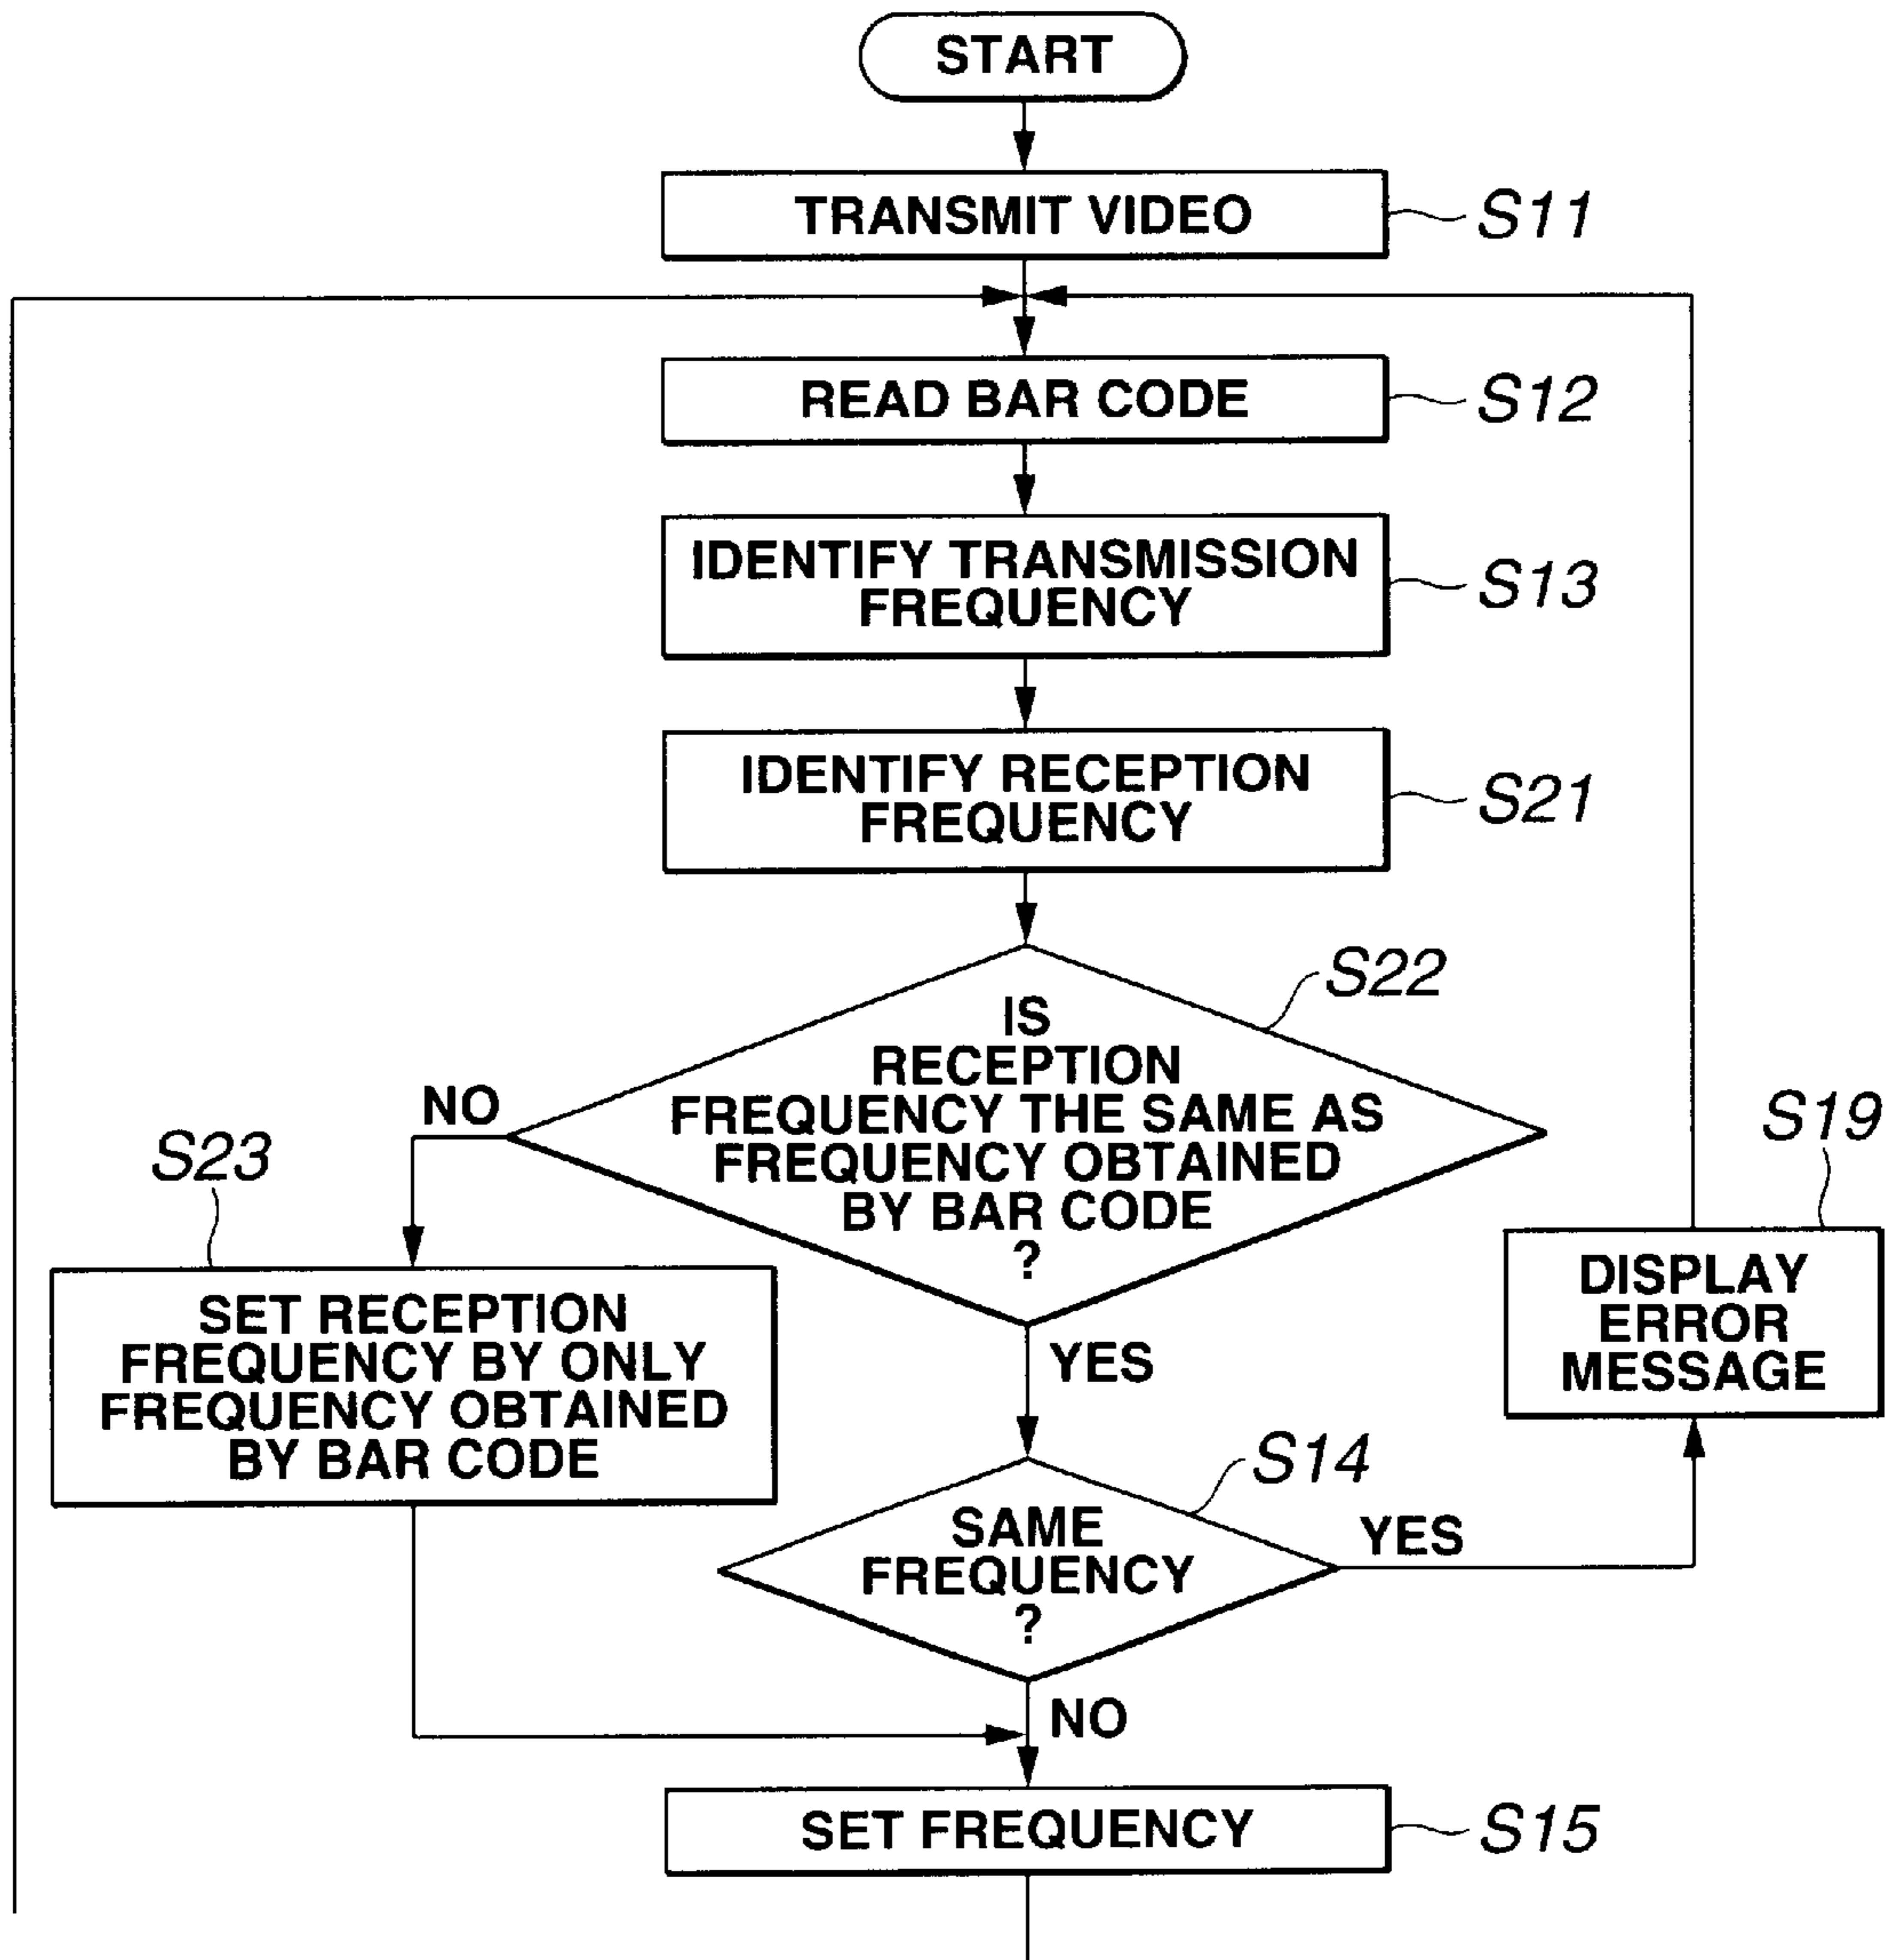 START
TRANSMIT VIDEO
S11
READ BAR CODE
S12
IDENTIFY TRANSMISSION
FREQUENCY
S13
IDENTIFY RECEPTION
FREQUENCY
S21
S22
IS
RECEPTION
FREQUENCY THE SAME AS
FREQUENCY OBTAINED
BY BAR CODE
?
NO
S23
SET RECEPTION
FREQUENCY BY ONLY
FREQUENCY OBTAINED
BY BAR CODE
YES
S19
DISPLAY
ERROR
MESSAGE
S14
SAME
FREQUENCY
?
YES
NO
SET FREQUENCY
S15